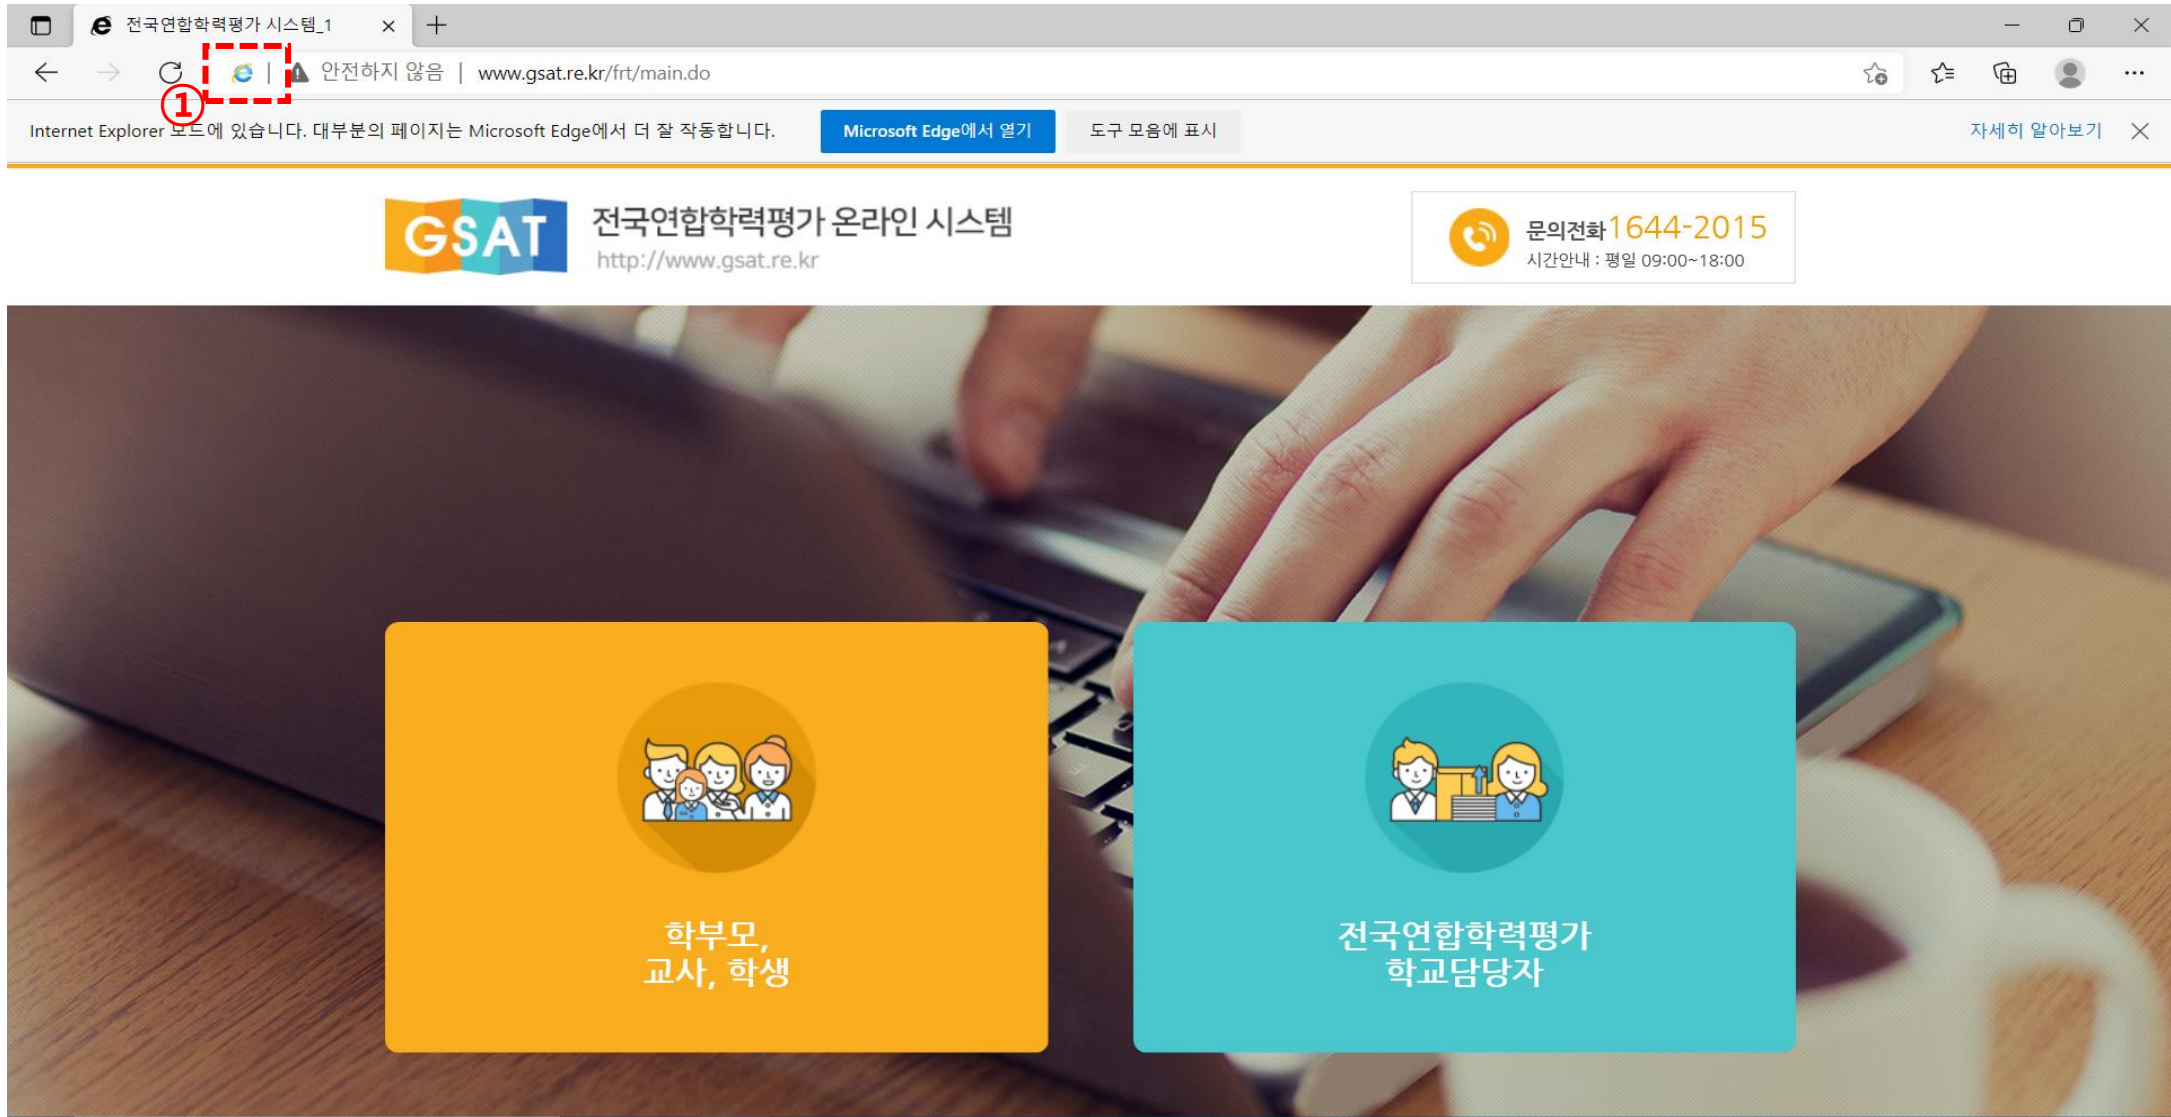 전국연합학력평가 시스템_1
안전하지 않음 | www.gsat.re.kr/frt/main.do
①
Internet Explorer 모드에 있습니다. 대부분의 페이지는 Microsoft Edge에서 더 잘 작동합니다. Microsoft Edge에서 열기 도구 모음에 표시 자세히 알아보기
GSAT 전국연합학력평가 온라인 시스템
http://www.gsat.re.kr
문의전화 1644-2015
시간안내 : 평일 09:00~18:00
학부모,
교사, 학생
전국연합학력평가
학교담당자